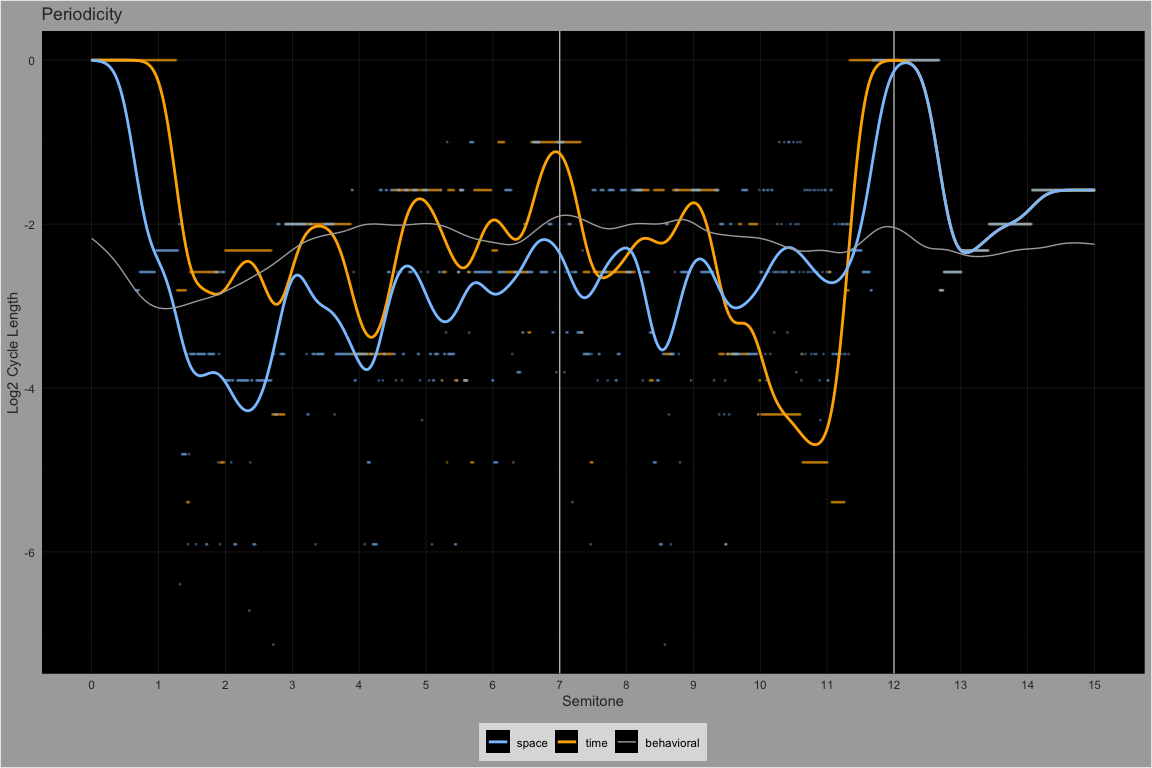 Periodicity
Log2 Cycle Length
0
-2
-4
-6
0 1 2 3 4 5 6 7 8 9 10 11 12 13 14 15
Semitone
space time behavioral